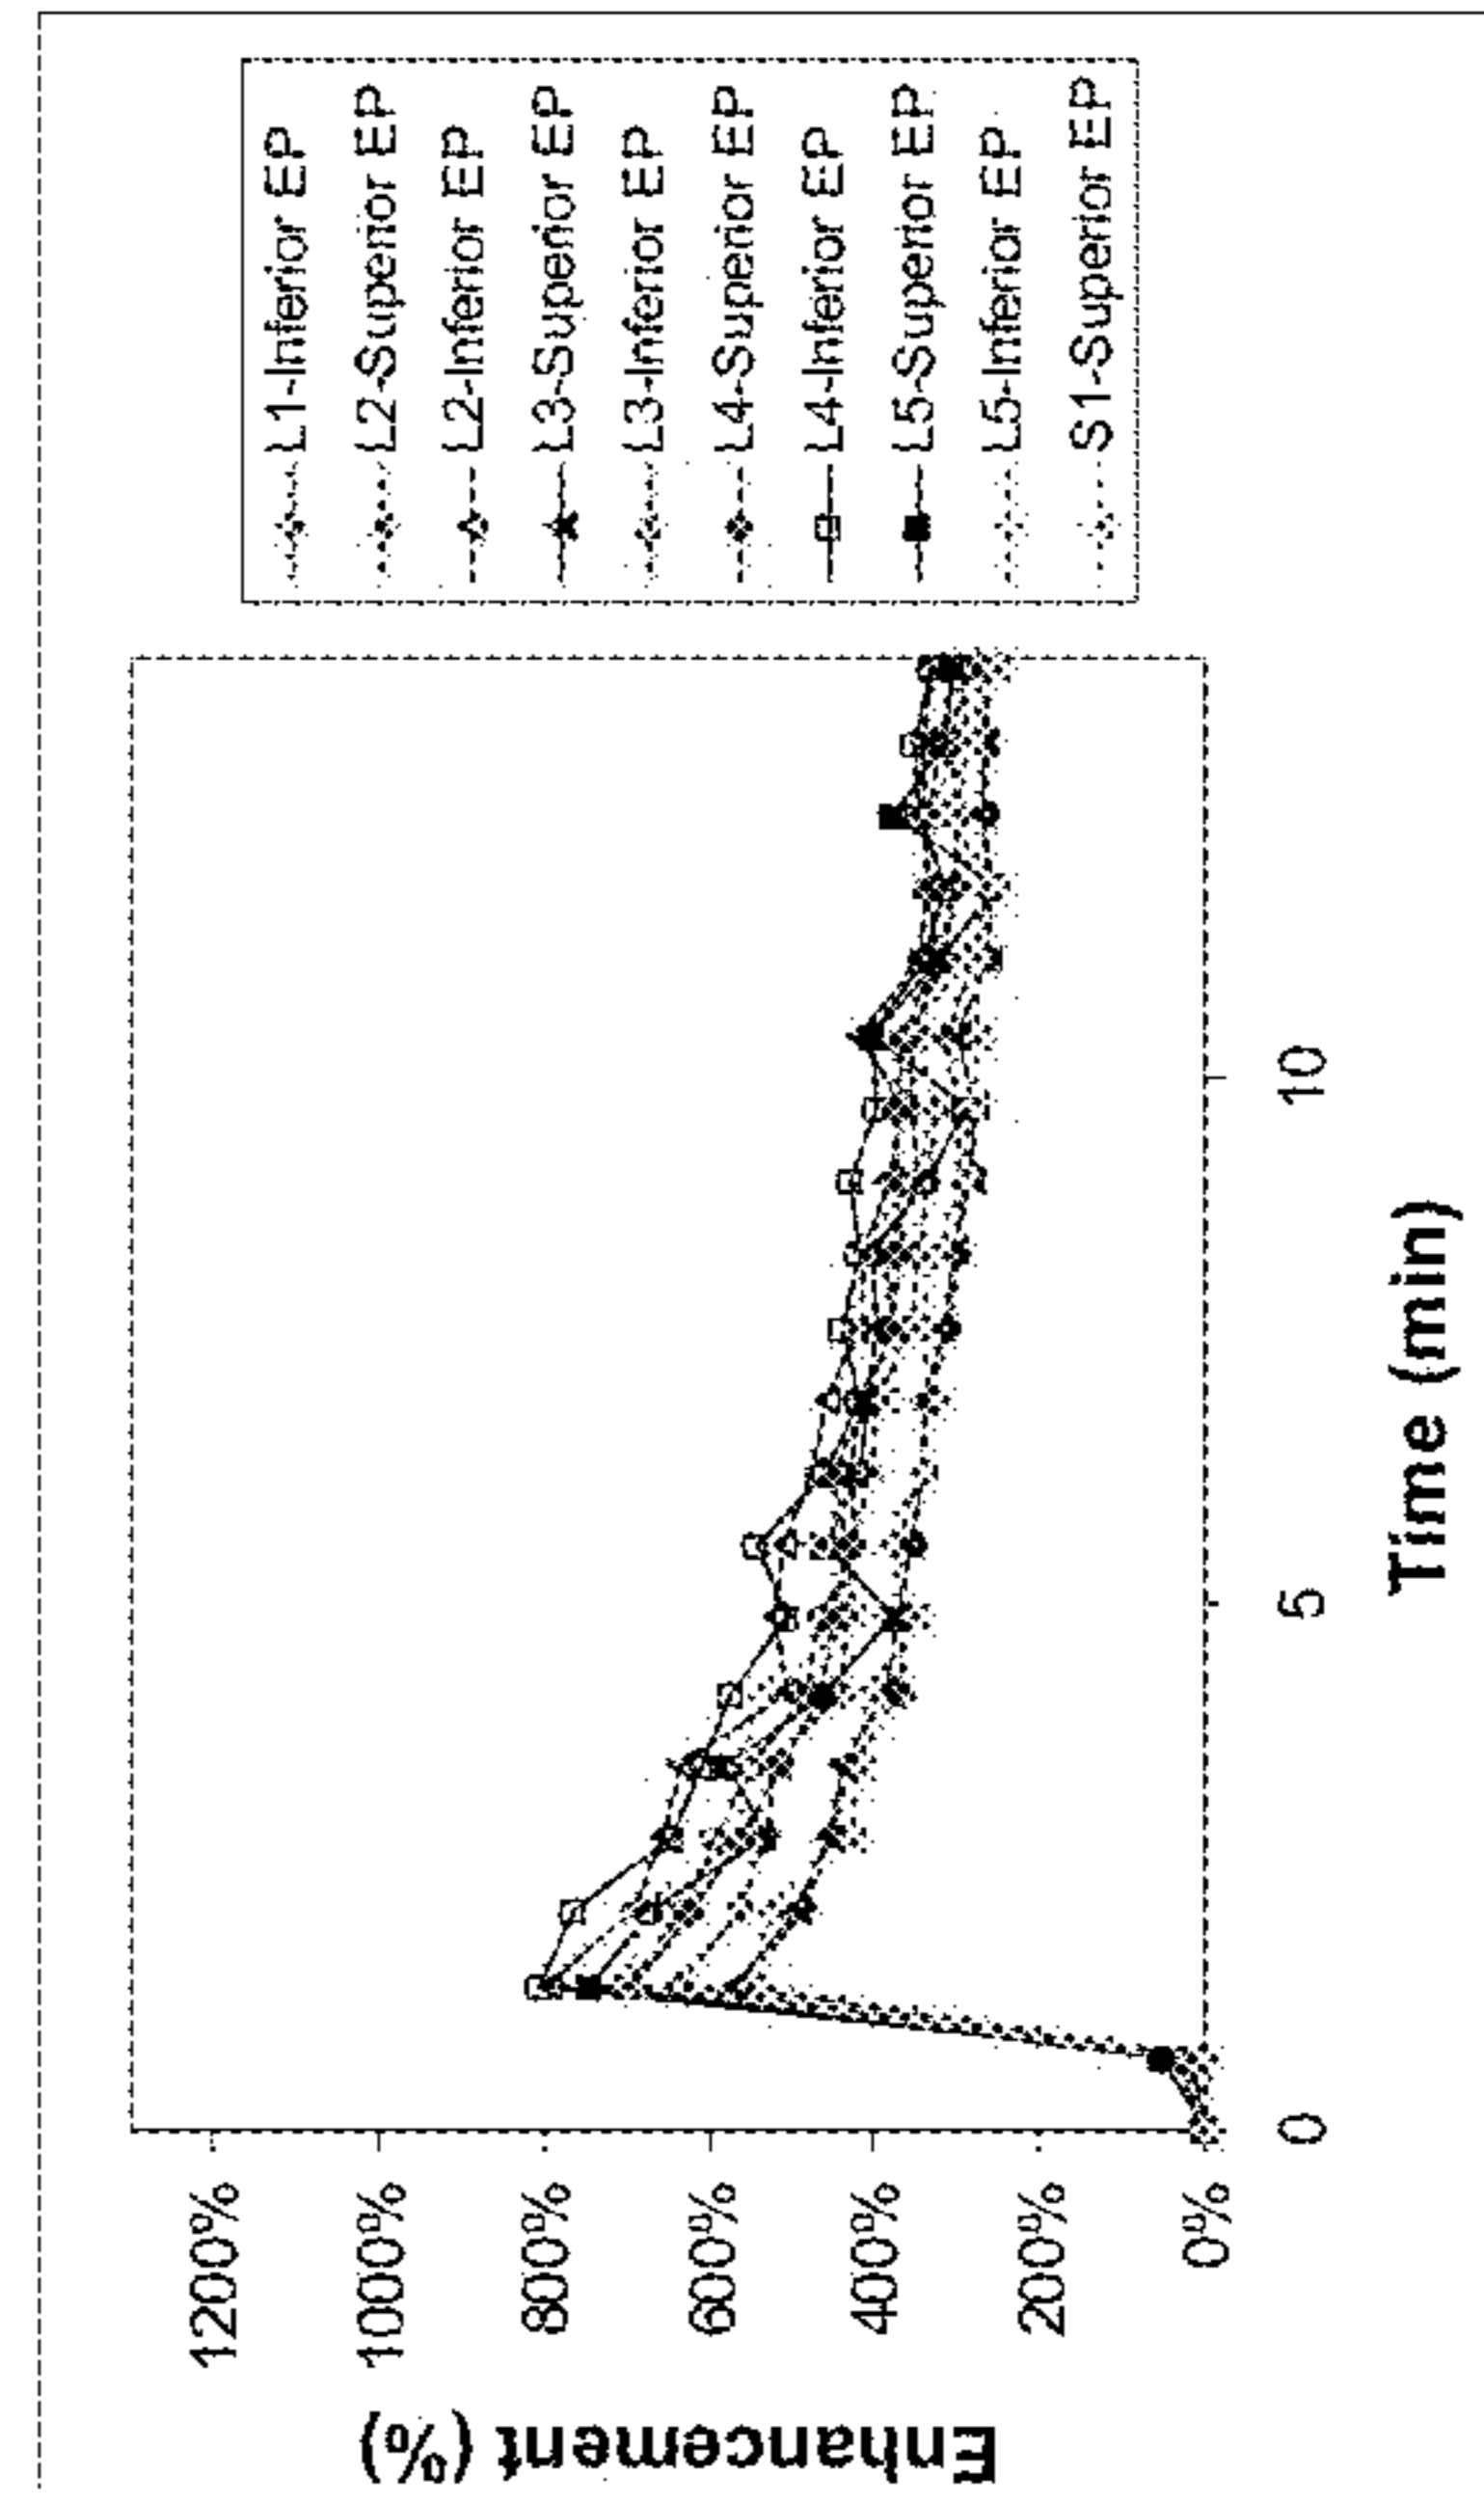 Enhancement (%)
1200%
1000%
800%
600%
400%
200%
0%
0
5
10
Time (min)
L1-Inferior EP
L2-Superior EP
L2-Inferior EP
L3-Superior EP
L3-Inferior EP
L4-Superior EP
L4-Inferior EP
L5-Superior EP
L5-Inferior EP
S1-Superior EP